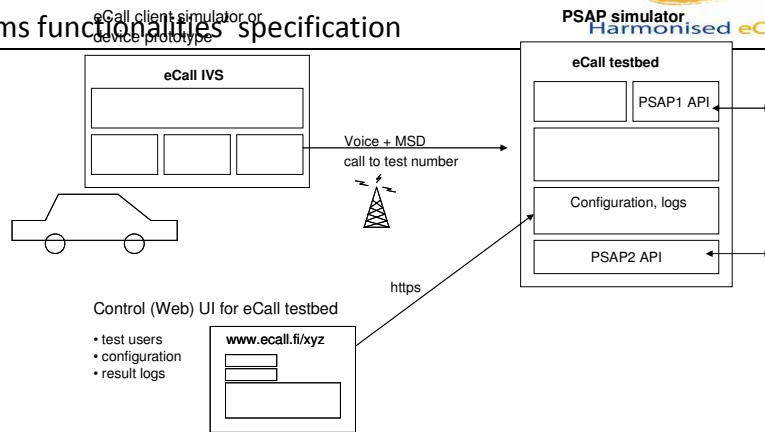 eCall client simulator or
device prototype
ms functionalities' specification
PSAP simulator
Harmonised eC
eCall IVS
eCall testbed
PSAP1 API
Voice + MSD
call to test number
Configuration, logs
PSAP2 API
https
Control (Web) UI for eCall testbed
• test users
• configuration
• result logs
www.ecall.fi/xyz